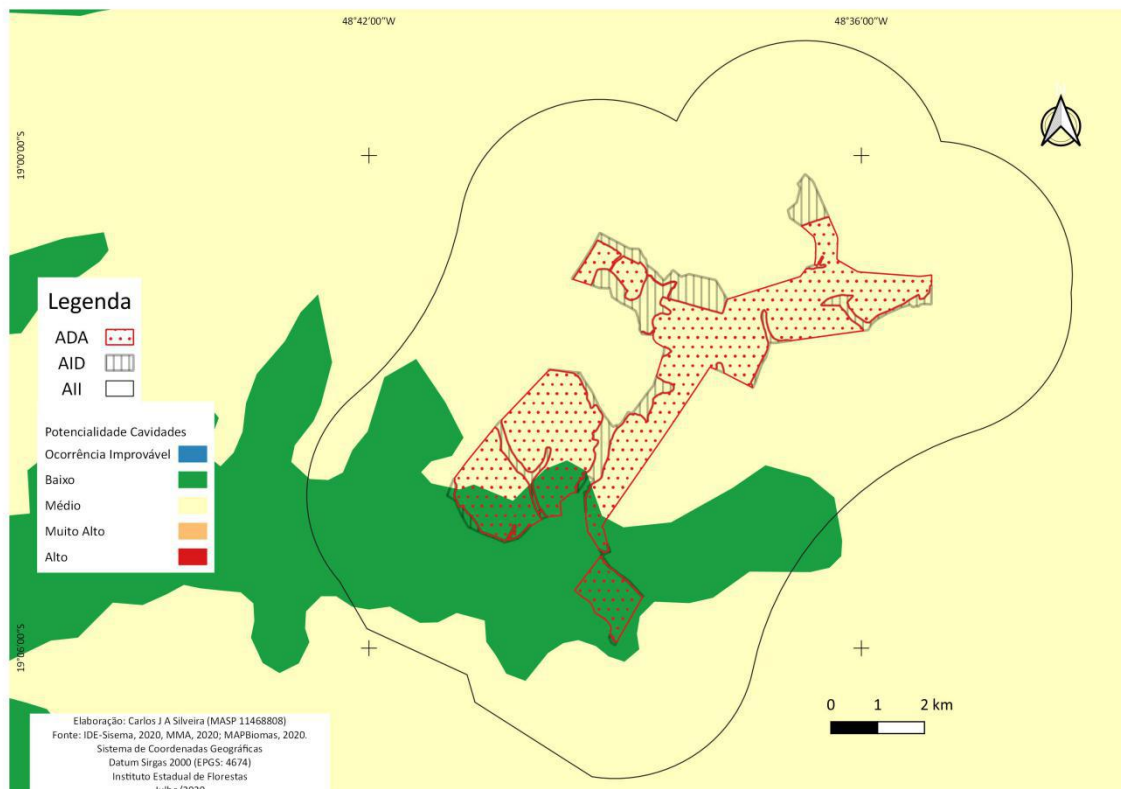 48°42'00"W
48°36'00"W
19°00'00"S
Legenda
ADA
AID
AII
Potencialidade Cavidades
Ocorrência Improvável
Baixo
Médio
Muito Alto
Alto
19°06'00"S
0 1 2 km
Elaboração: Carlos J A Silveira (MASP 11468808)
Fonte: IDE-Sisema, 2020, MMA, 2020; MAPBiomas, 2020.
Sistema de Coordenadas Geográficas
Datum Sirgas 2000 (EPGS: 4674)
Instituto Estadual de Florestas
Julho/2020